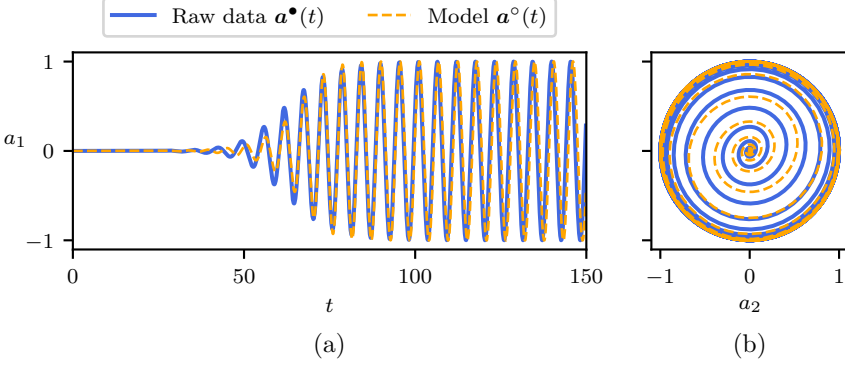 Raw data a•(t) Model a°(t)
1
a₁ 0
−1
0 50 100 150
t
(a)
−1 0 1
a₂
(b)